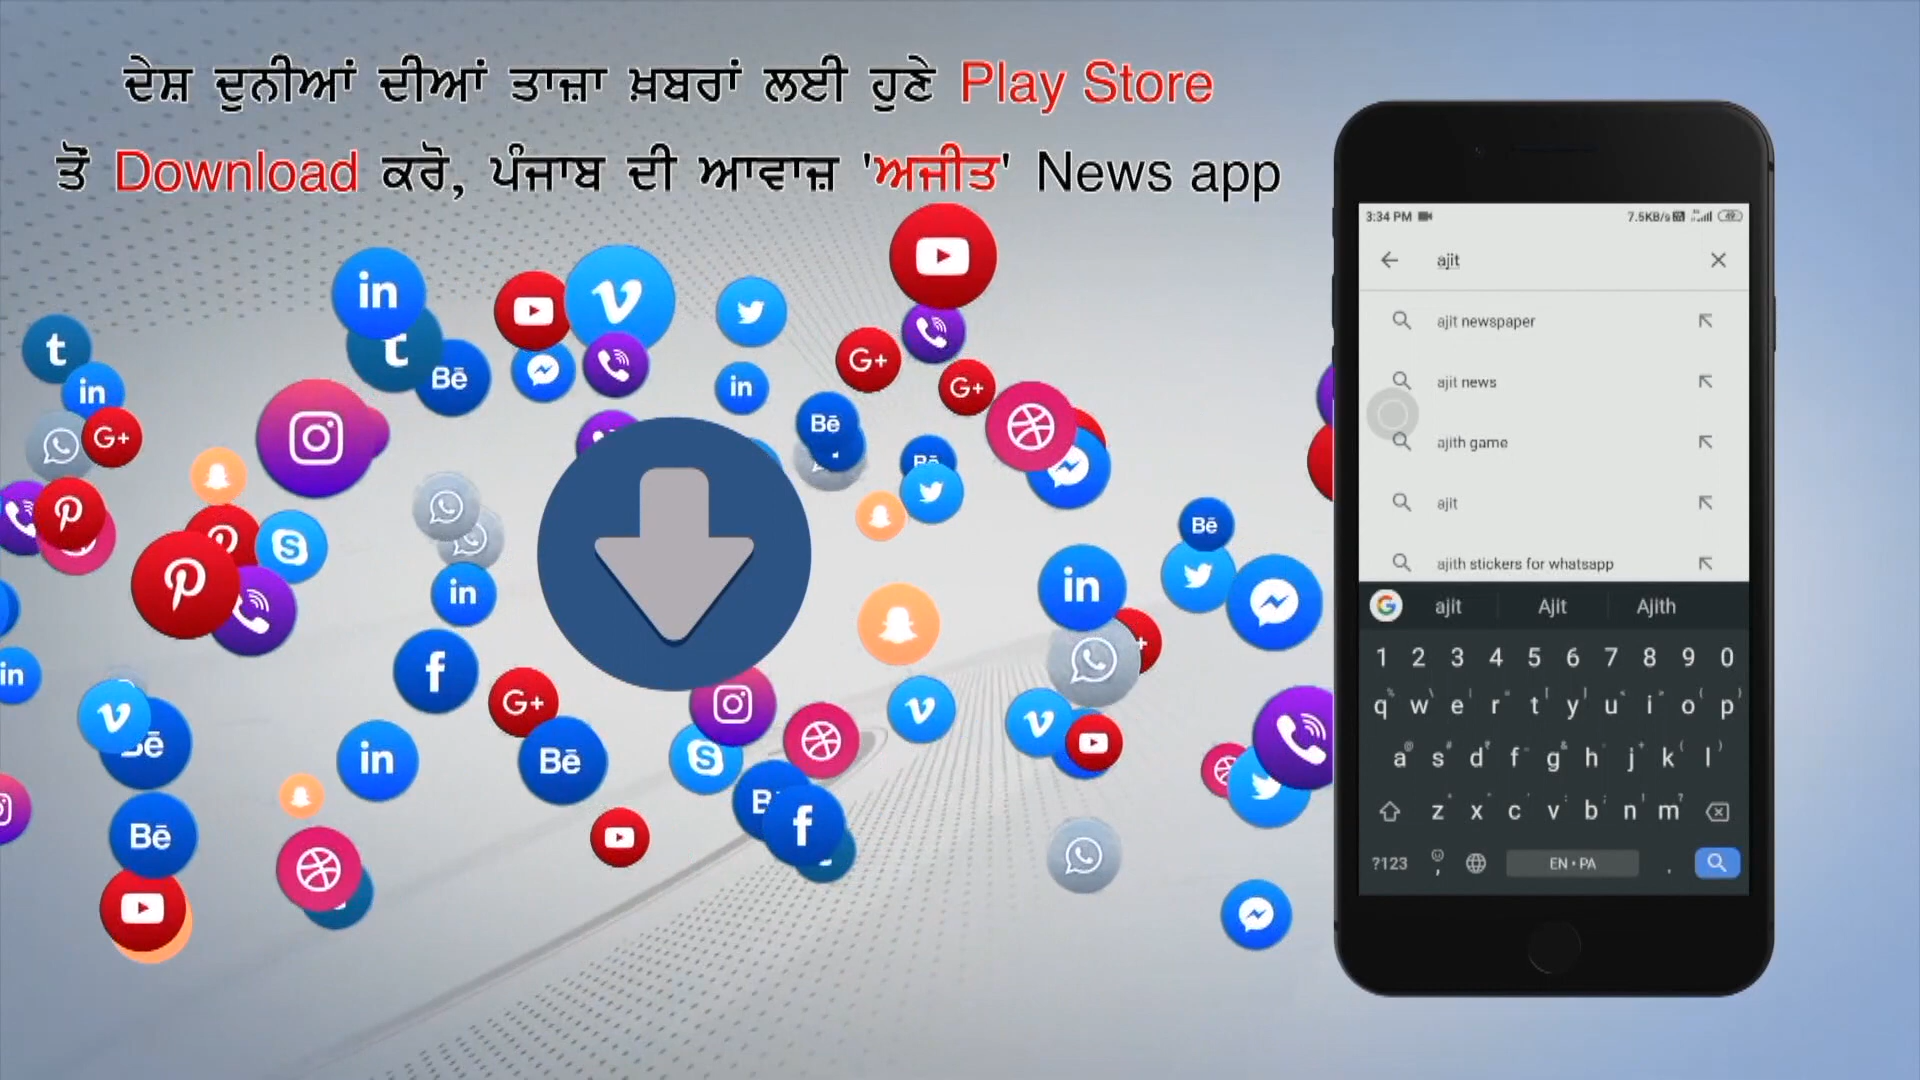 ਦੇਸ਼ ਦੁਨੀਆਂ ਦੀਆਂ ਤਾਜ਼ਾ ਖ਼ਬਰਾਂ ਲਈ ਹੁਣੇ Play Store
ਤੋਂ Download ਕਰੋ, ਪੰਜਾਬ ਦੀ ਆਵਾਜ਼ 'ਅਜੀਤ' News app
3:34 PM 7.5KB/s
ajit
ajit newspaper
ajit news
ajith game
ajit
ajith stickers for whatsapp
ajit Ajit Ajith
1 2 3 4 5 6 7 8 9 0
q w e r t y u i o p
a s d f g h j k l
z x c v b n m
?123 , EN • PA .